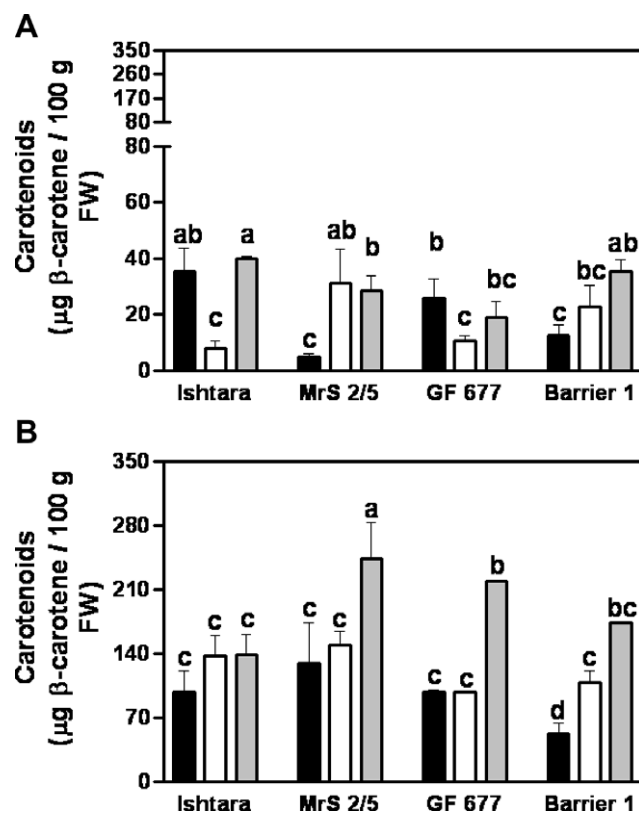 A
Carotenoids
(µg β-carotene / 100 g
FW)
350
260
170
80
80
60
40
20
0
ab
c
a
c
ab
b
b
c
bc
c
bc
ab
Ishtara
MrS 2/5
GF 677
Barrier 1
B
Carotenoids
(µg β-carotene / 100 g
FW)
350
280
210
140
70
0
c
c
c
c
c
a
c
c
b
d
c
bc
Ishtara
MrS 2/5
GF 677
Barrier 1